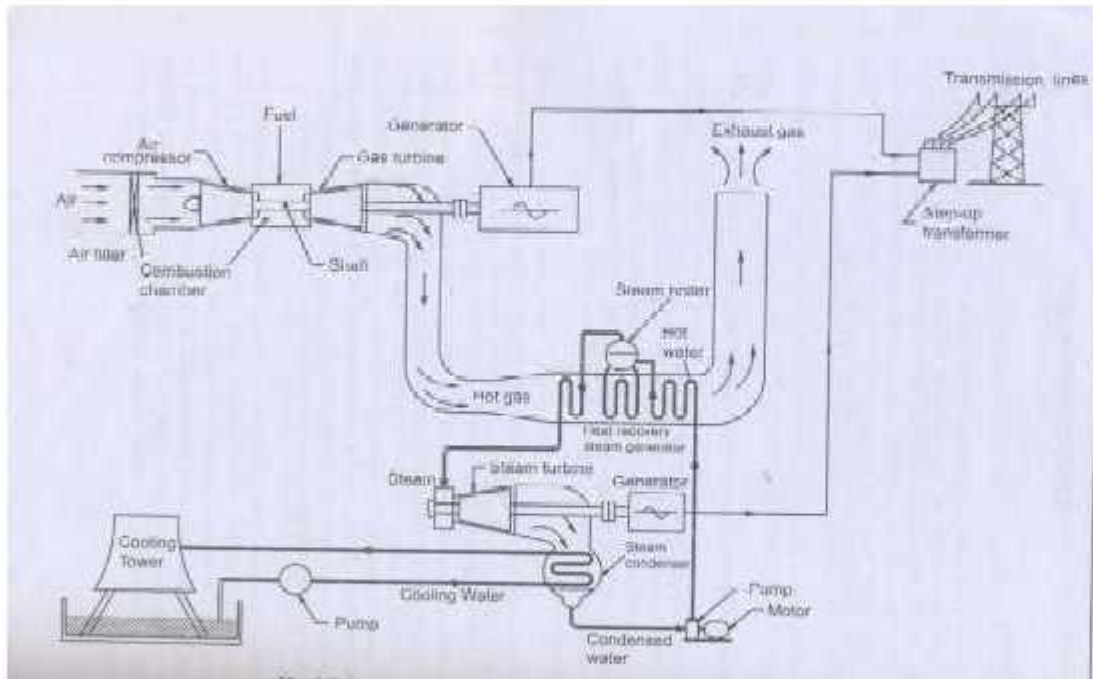 Transmission lines
Fuel
Generator
Exhaust gas
Air
compressor
Gas turbine
Air
Step-up
transformer
Air filter
Combustion
chamber
Shaft
Steam
Hot
water
Hot gas
Heat recovery
steam generator
Steam turbine
Steam
Generator
Cooling
Tower
Steam
condenser
Cooling Water
Pump
Pump
Motor
Condensed
water